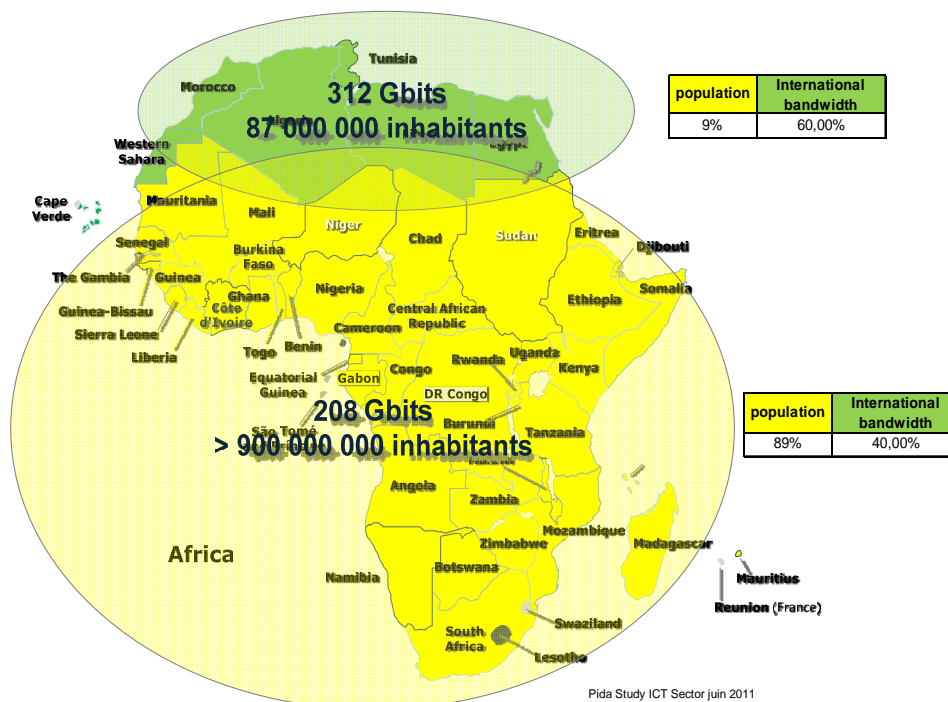 Tunisia
Morocco
312 Gbits
87 000 000 inhabitants
Algeria
Western
Sahara
population
International
bandwidth
9%
60,00%
Cape
Verde
Mauritania
Mali
Niger
Chad
Sudan
Eritrea
Djibouti
Senegal
The Gambia
Guinea
Burkina
Faso
Nigeria
Ethiopia
Somalia
Guinea-Bissau
Ghana
Côte
d'Ivoire
Central African
Republic
Sierra Leone
Cameroon
Liberia
Togo
Benin
Rwanda
Uganda
Kenya
Equatorial
Guinea
Gabon
Congo
DR Congo
208 Gbits
> 900 000 000 inhabitants
São Tomé
Burundi
Tanzania
population
International
bandwidth
89%
40,00%
Angola
Zambia
Mozambique
Zimbabwe
Madagascar
Africa
Namibia
Botswana
Mauritius
Reunion (France)
Swaziland
South
Africa
Lesotho
Pida Study ICT Sector juin 2011